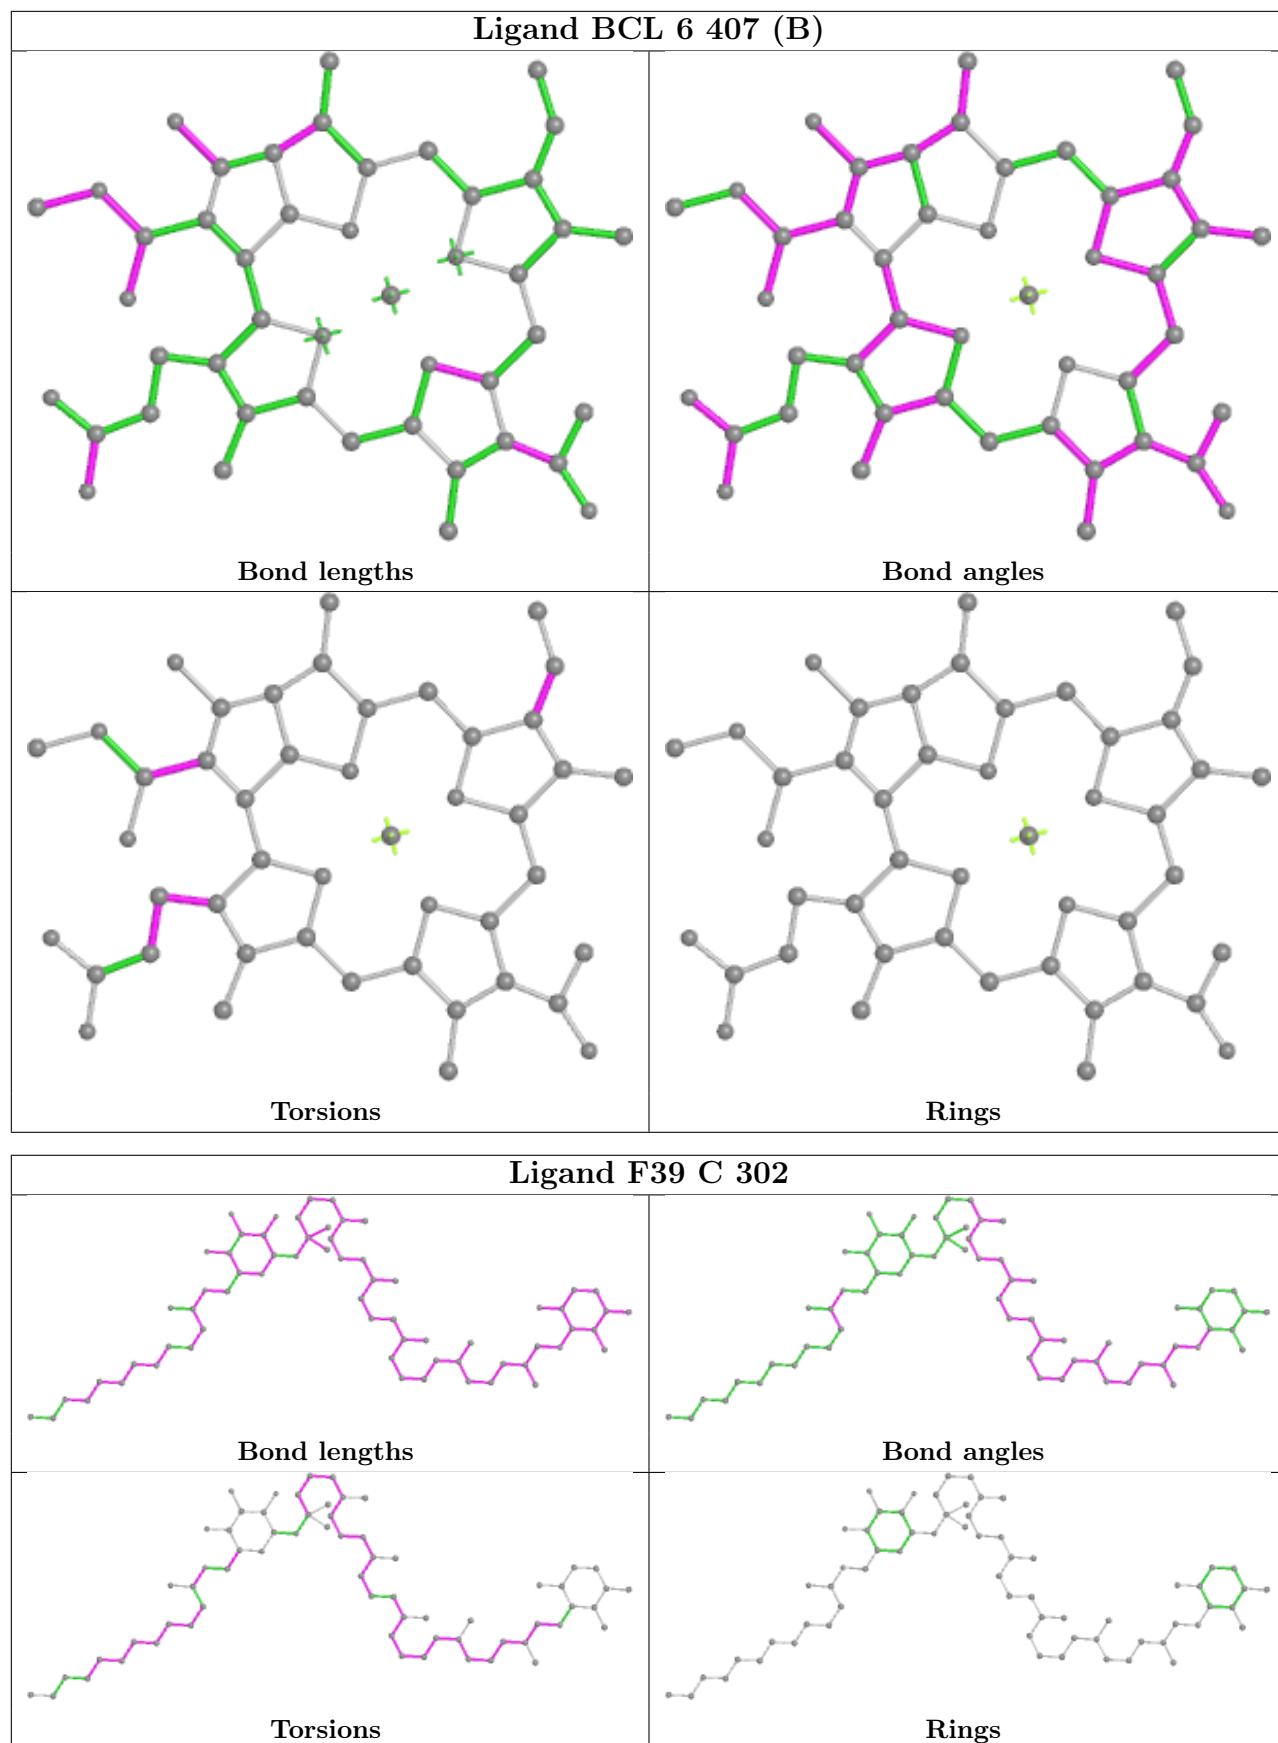 Ligand BCL 6 407 (B)
Bond lengths
Bond angles
Torsions
Rings
Ligand F39 C 302
Bond lengths
Bond angles
Torsions
Rings